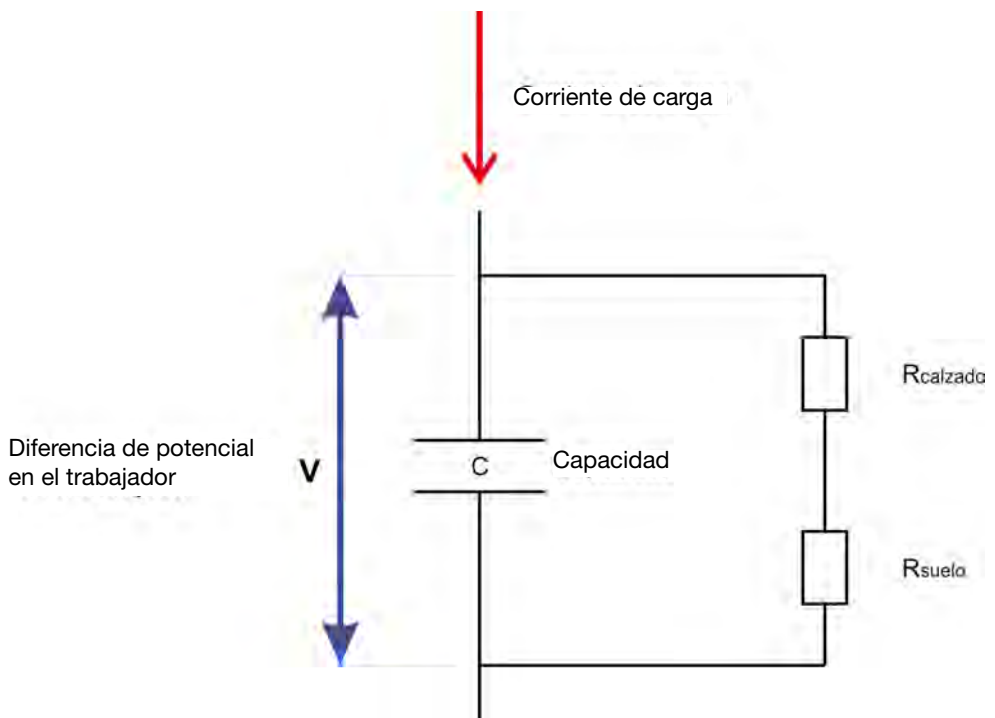 Corriente de carga
Rcalzado
Diferencia de potencial
en el trabajador
V
C
Capacidad
Rsuelo